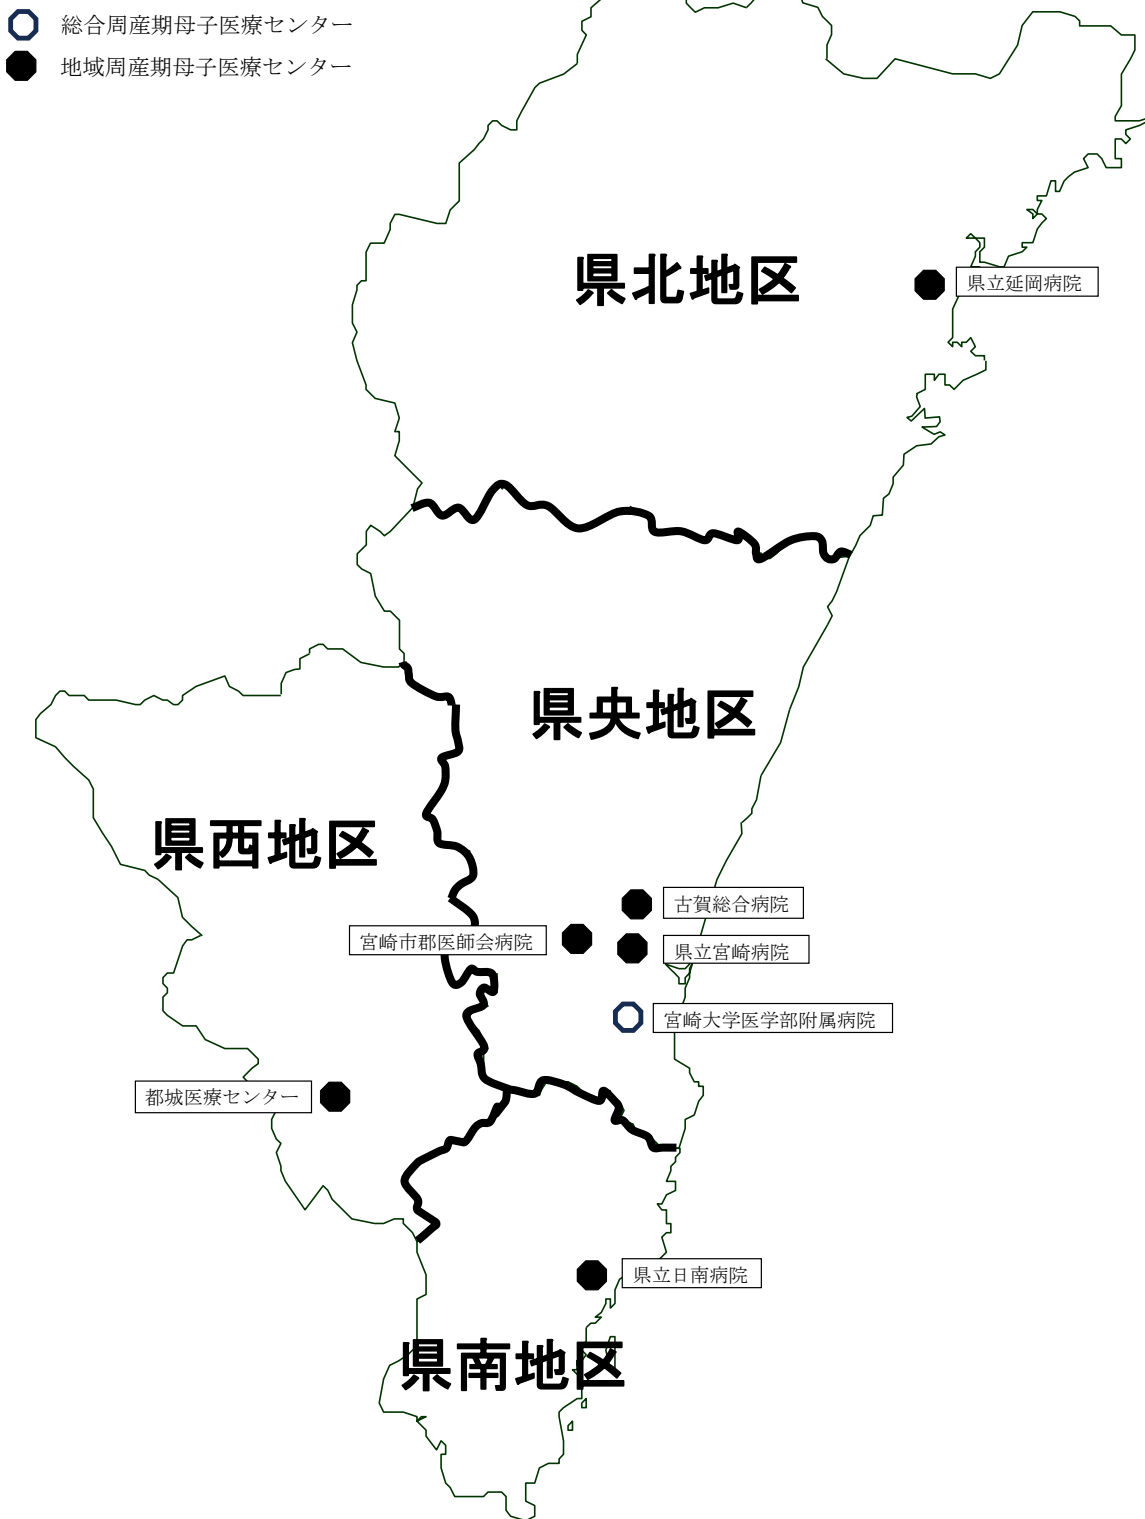 総合周産期母子医療センター
地域周産期母子医療センター
県北地区
県立延岡病院
県央地区
県西地区
古賀総合病院
宮崎市郡医師会病院
県立宮崎病院
宮崎大学医学部附属病院
都城医療センター
県立日南病院
県南地区